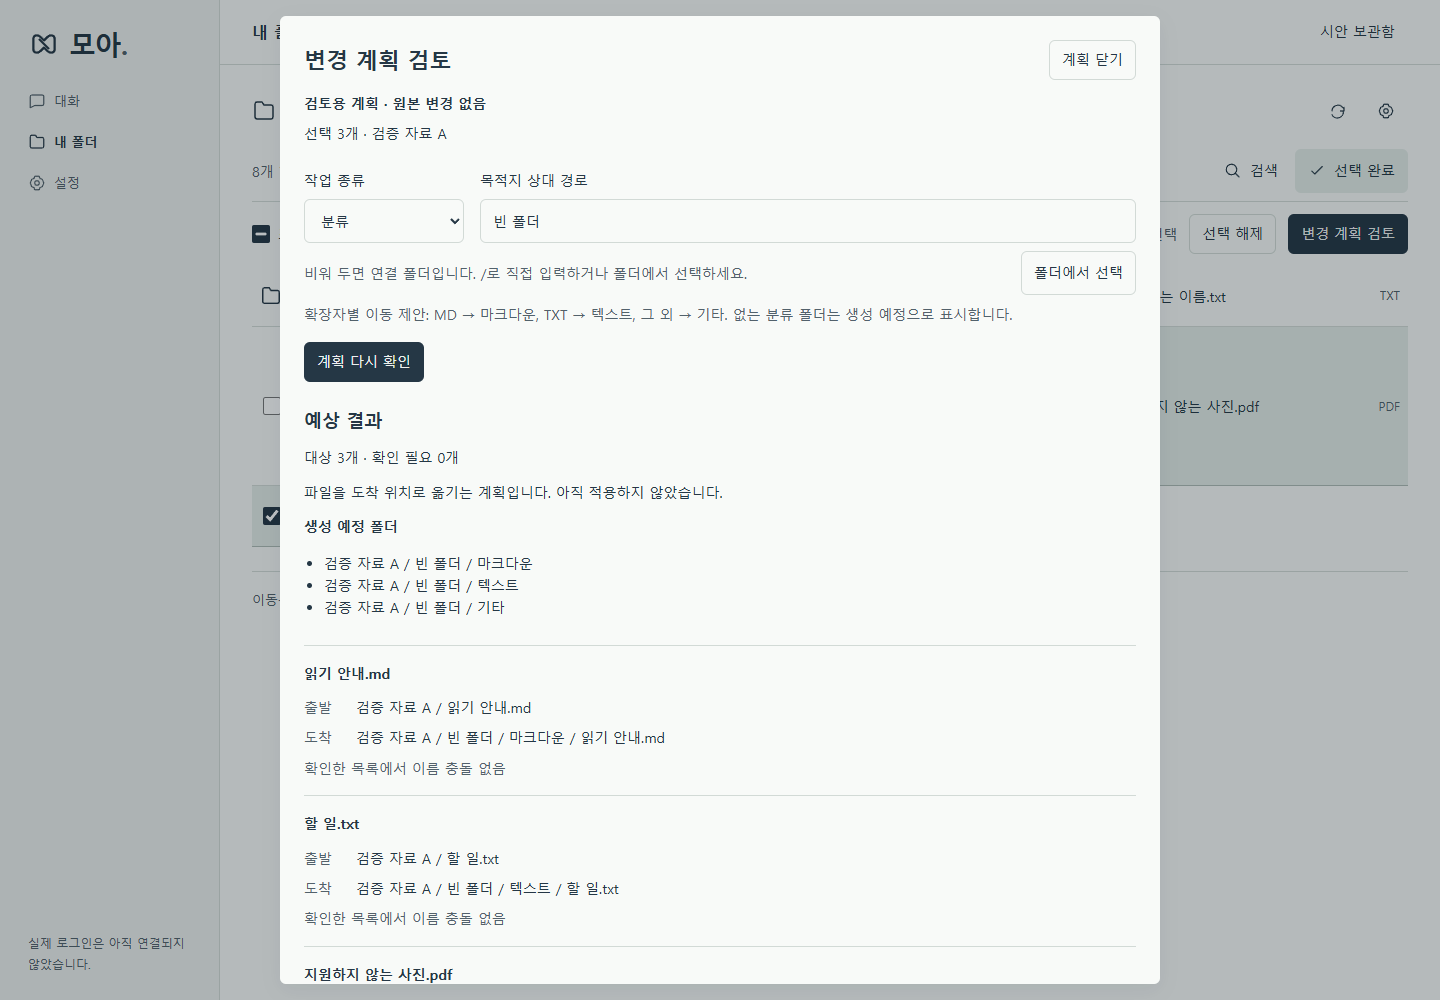 모아.
대화
내 폴더
설정
실제 로그인은 아직 연결되지
않았습니다.
내
시안 보관함
8개
검색
선택 완료
선택 해제
변경 계획 검토
는 이름.txt
TXT
지 않는 사진.pdf
PDF
이동
변경 계획 검토
계획 닫기
검토용 계획 · 원본 변경 없음
선택 3개 · 검증 자료 A
작업 종류
목적지 상대 경로
분류
빈 폴더
비워 두면 연결 폴더입니다. /로 직접 입력하거나 폴더에서 선택하세요.
폴더에서 선택
확장자별 이동 제안: MD → 마크다운, TXT → 텍스트, 그 외 → 기타. 없는 분류 폴더는 생성 예정으로 표시합니다.
계획 다시 확인
예상 결과
대상 3개 · 확인 필요 0개
파일을 도착 위치로 옮기는 계획입니다. 아직 적용하지 않았습니다.
생성 예정 폴더
검증 자료 A / 빈 폴더 / 마크다운
검증 자료 A / 빈 폴더 / 텍스트
검증 자료 A / 빈 폴더 / 기타
읽기 안내.md
출발 검증 자료 A / 읽기 안내.md
도착 검증 자료 A / 빈 폴더 / 마크다운 / 읽기 안내.md
확인한 목록에서 이름 충돌 없음
할 일.txt
출발 검증 자료 A / 할 일.txt
도착 검증 자료 A / 빈 폴더 / 텍스트 / 할 일.txt
확인한 목록에서 이름 충돌 없음
지원하지 않는 사진.pdf